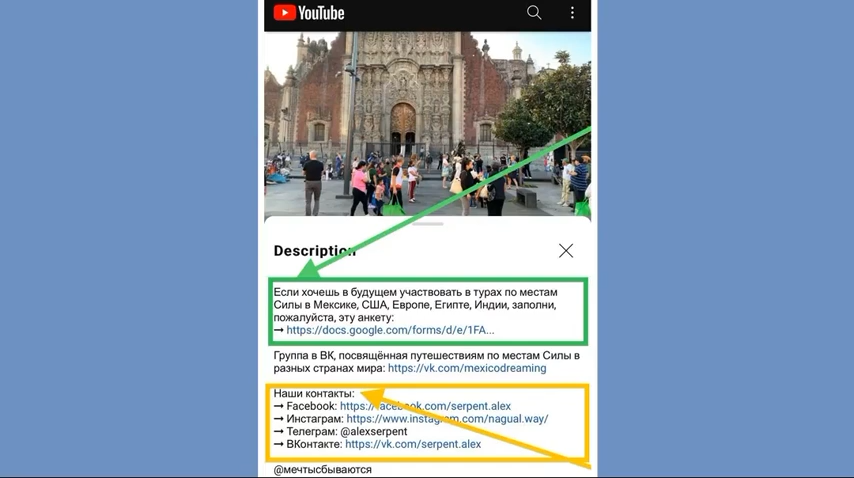 YouTube
Description
Если хочешь в будущем участвовать в турах по местам
Силы в Мексике, США, Европе, Египте, Индии, заполни,
пожалуйста, эту анкету:
➞ https://docs.google.com/forms/d/e/1FA...
Группа в ВК, посвящённая путешествиям по местам Силы в
разных странах мира: https://vk.com/mexicodreaming
Наши контакты:
➞ Facebook: https://facebook.com/serpent.alex
➞ Инстаграм: https://www.instagram.com/nagual.way/
➞ Телеграм: @alexserpent
➞ ВКонтакте: https://vk.com/serpent.alex
@мечтысбываются